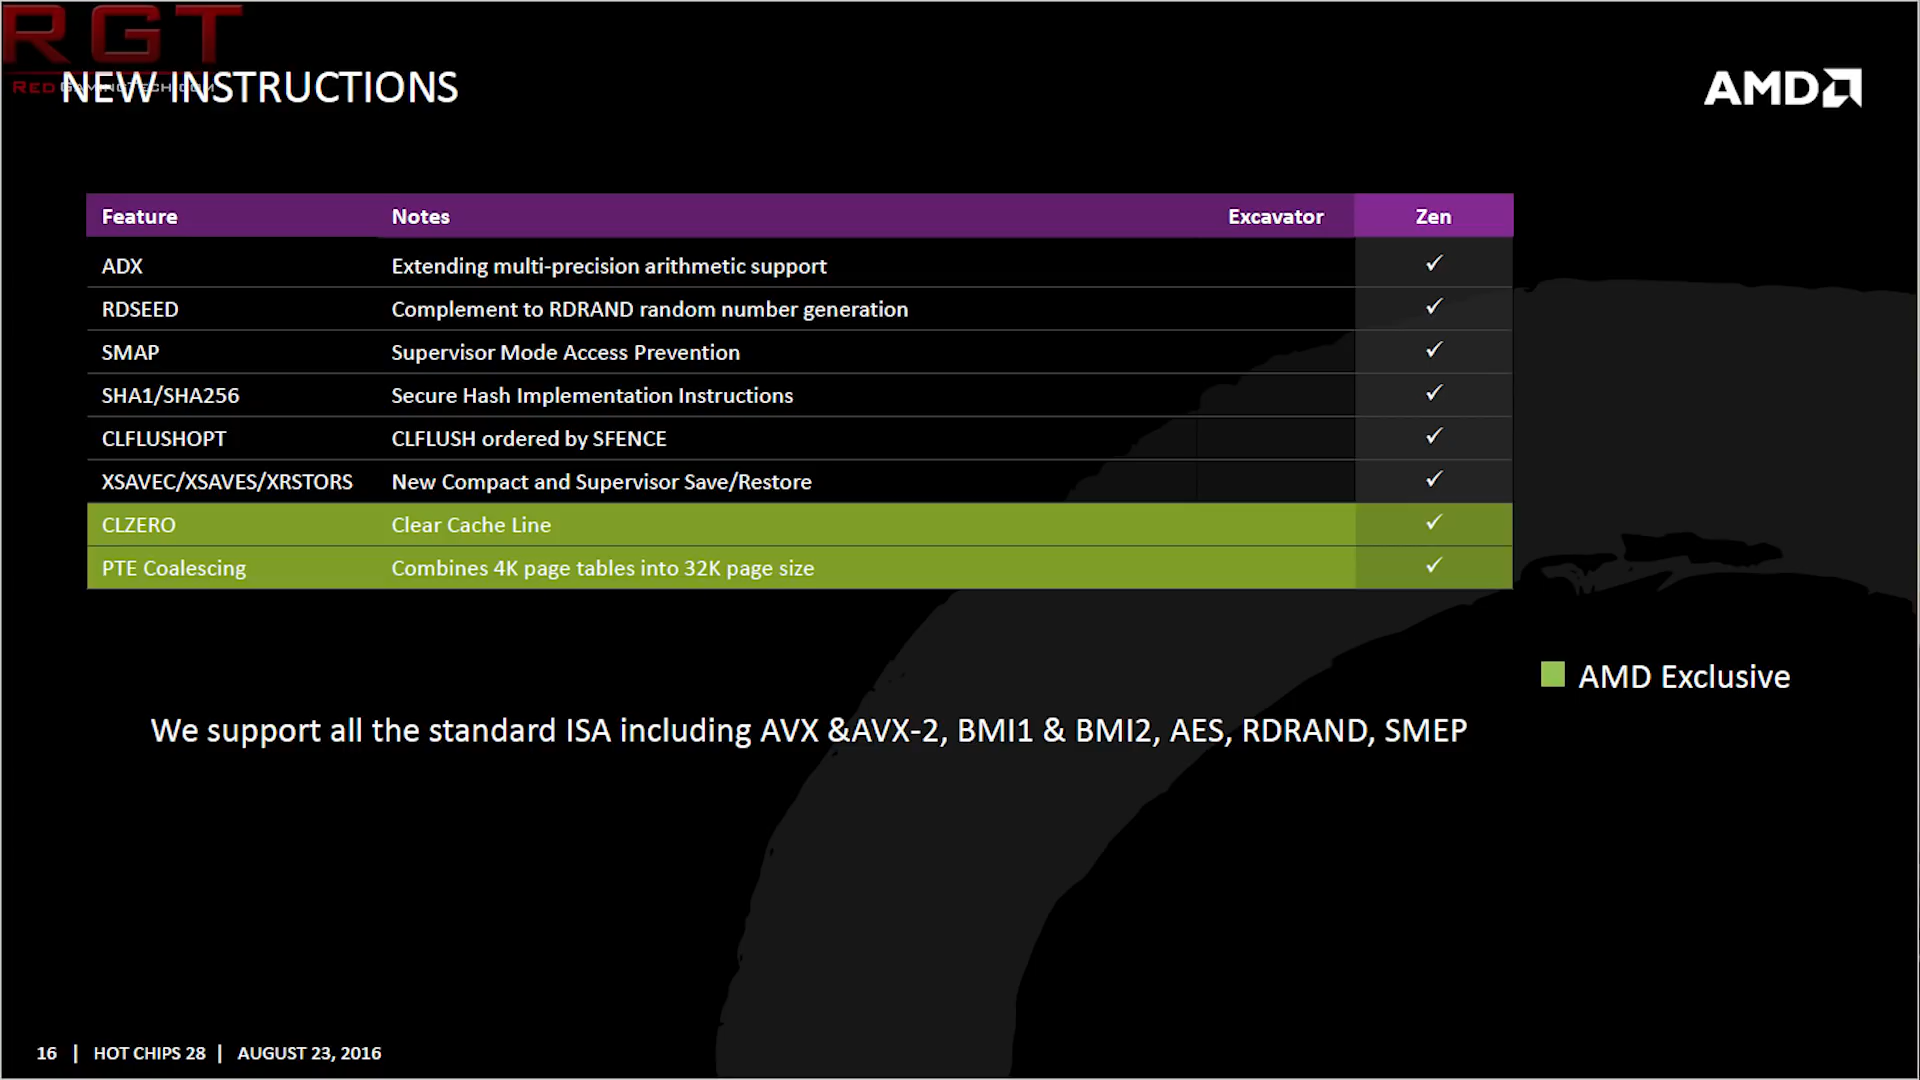 RGT
RedGamingTech.com
NEW INSTRUCTIONS
AMD
Feature Notes Excavator Zen
ADX Extending multi-precision arithmetic support ✓
RDSEED Complement to RDRAND random number generation ✓
SMAP Supervisor Mode Access Prevention ✓
SHA1/SHA256 Secure Hash Implementation Instructions ✓
CLFLUSHOPT CLFLUSH ordered by SFENCE ✓
XSAVEC/XSAVES/XRSTORS New Compact and Supervisor Save/Restore ✓
CLZERO Clear Cache Line ✓
PTE Coalescing Combines 4K page tables into 32K page size ✓
AMD Exclusive
We support all the standard ISA including AVX &AVX-2, BMI1 & BMI2, AES, RDRAND, SMEP
16 | HOT CHIPS 28 | AUGUST 23, 2016